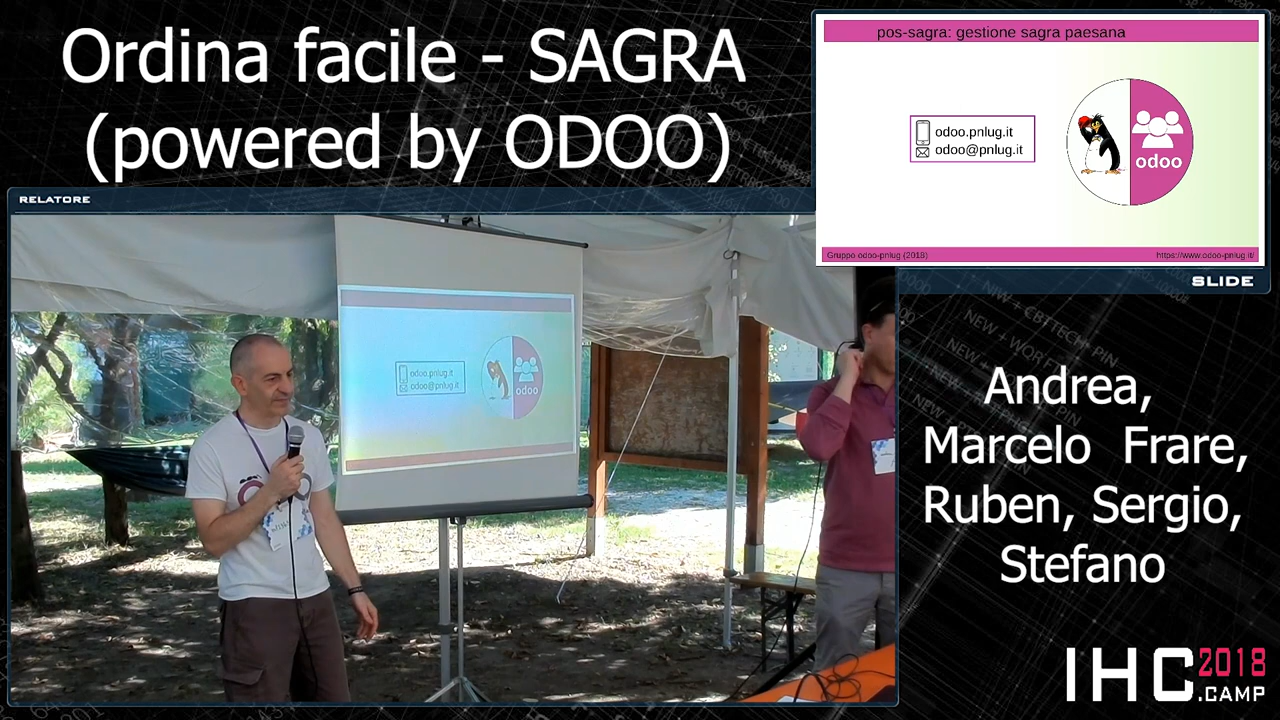 Ordina facile - SAGRA
(powered by ODOO)
pos-sagra: gestione sagra paesana
odoo.pnlug.it
odoo@pnlug.it
odoo
Gruppo odoo-pnlug (2018)
https://www.odoo-pnlug.it/
SLIDE
RELATORE
odoo.pnlug.it
odoo@pnlug.it
odoo
Andrea,
Marcelo Frare,
Ruben, Sergio,
Stefano
IHC 2018
.CAMP